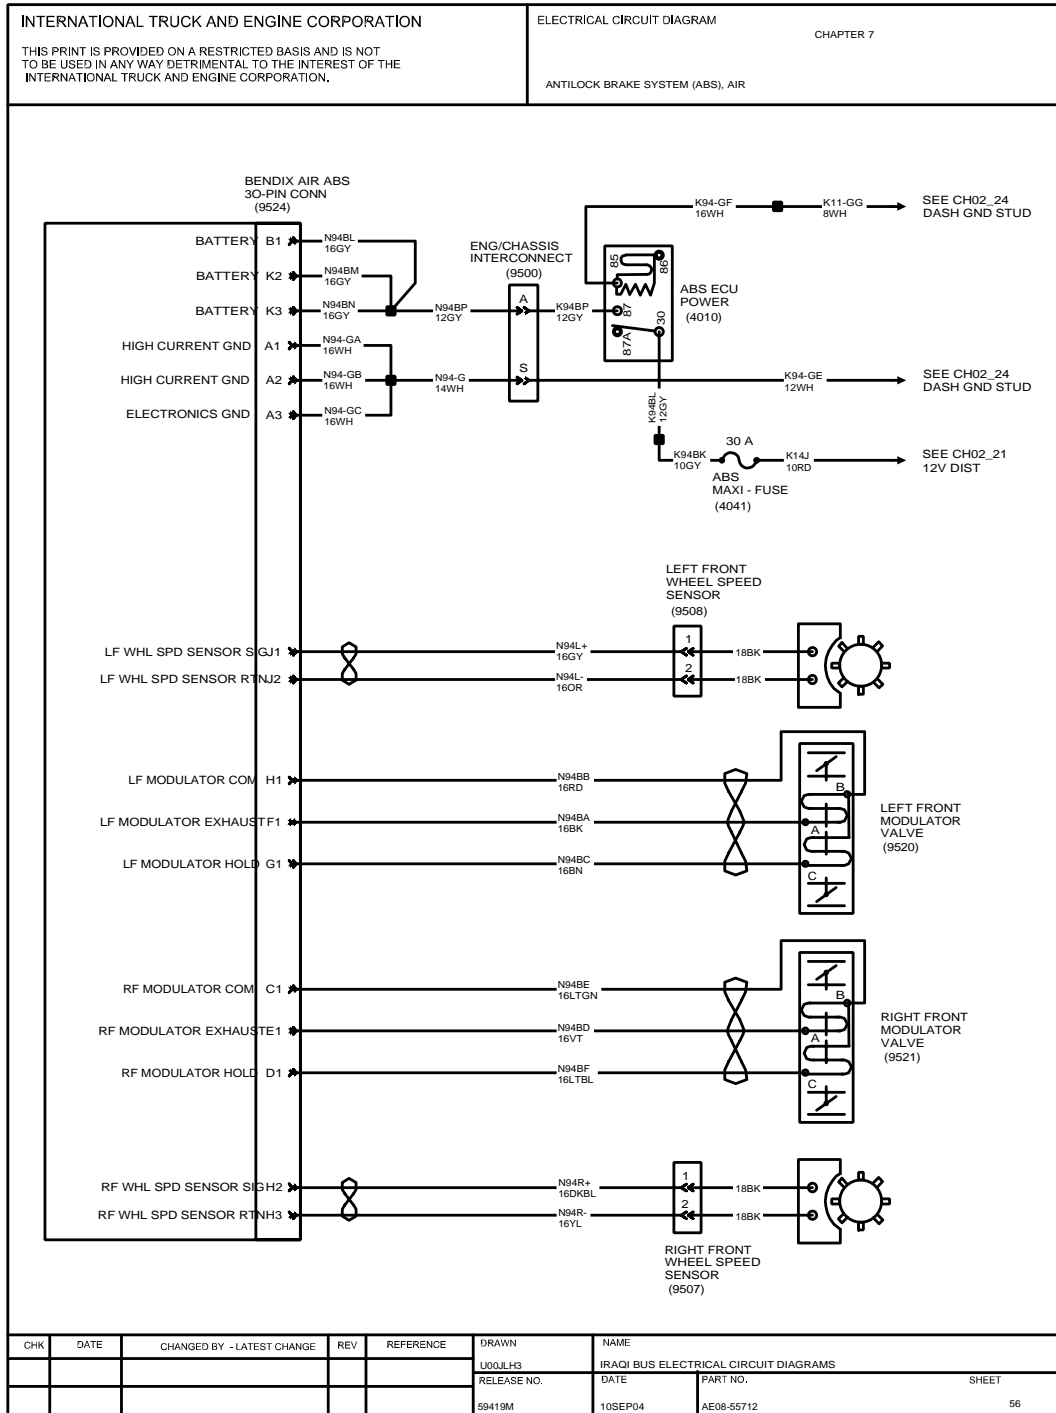 INTERNATIONAL TRUCK AND ENGINE CORPORATION
THIS PRINT IS PROVIDED ON A RESTRICTED BASIS AND IS NOT
TO BE USED IN ANY WAY DETRIMENTAL TO THE INTEREST OF THE
INTERNATIONAL TRUCK AND ENGINE CORPORATION.
ELECTRICAL CIRCUIT DIAGRAM
CHAPTER 7
ANTILOCK BRAKE SYSTEM (ABS), AIR
BENDIX AIR ABS
3O-PIN CONN
(9524)
BATTERY B1
N94BL
16GY
BATTERY K2
N94BM
16GY
BATTERY K3
N94BN
16GY
HIGH CURRENT GND A1
N94-GA
16WH
HIGH CURRENT GND A2
N94-GB
16WH
ELECTRONICS GND A3
N94-GC
16WH
N94BP
12GY
N94-G
14WH
ENG/CHASSIS
INTERCONNECT
(9500)
A
S
K94BP
12GY
K94-GF
16WH
K11-GG
8WH
SEE CH02_24
DASH GND STUD
85
86
87
30
87A
ABS ECU
POWER
(4010)
K94-GE
12WH
SEE CH02_24
DASH GND STUD
K94BL
12GY
K94BK
10GY
30 A
ABS
MAXI - FUSE
(4041)
K14J
10RD
SEE CH02_21
12V DIST
LEFT FRONT
WHEEL SPEED
SENSOR
(9508)
LF WHL SPD SENSOR SIG J1
N94L+
16GY
1
18BK
LF WHL SPD SENSOR RTN J2
N94L-
16OR
2
18BK
LF MODULATOR COM H1
N94BB
16RD
LF MODULATOR EXHAUST F1
N94BA
16BK
LF MODULATOR HOLD G1
N94BC
16BN
B
A
C
LEFT FRONT
MODULATOR
VALVE
(9520)
RF MODULATOR COM C1
N94BE
16LTGN
RF MODULATOR EXHAUST E1
N94BD
16VT
RF MODULATOR HOLD D1
N94BF
16LTBL
B
A
C
RIGHT FRONT
MODULATOR
VALVE
(9521)
RF WHL SPD SENSOR SIG H2
N94R+
16DKBL
1
18BK
RF WHL SPD SENSOR RTN H3
N94R-
16YL
2
18BK
RIGHT FRONT
WHEEL SPEED
SENSOR
(9507)
CHK DATE CHANGED BY - LATEST CHANGE REV REFERENCE
DRAWN
U00JLH3
NAME
IRAQI BUS ELECTRICAL CIRCUIT DIAGRAMS
RELEASE NO.
59419M
DATE
10SEP04
PART NO.
AE08-55712
SHEET
56